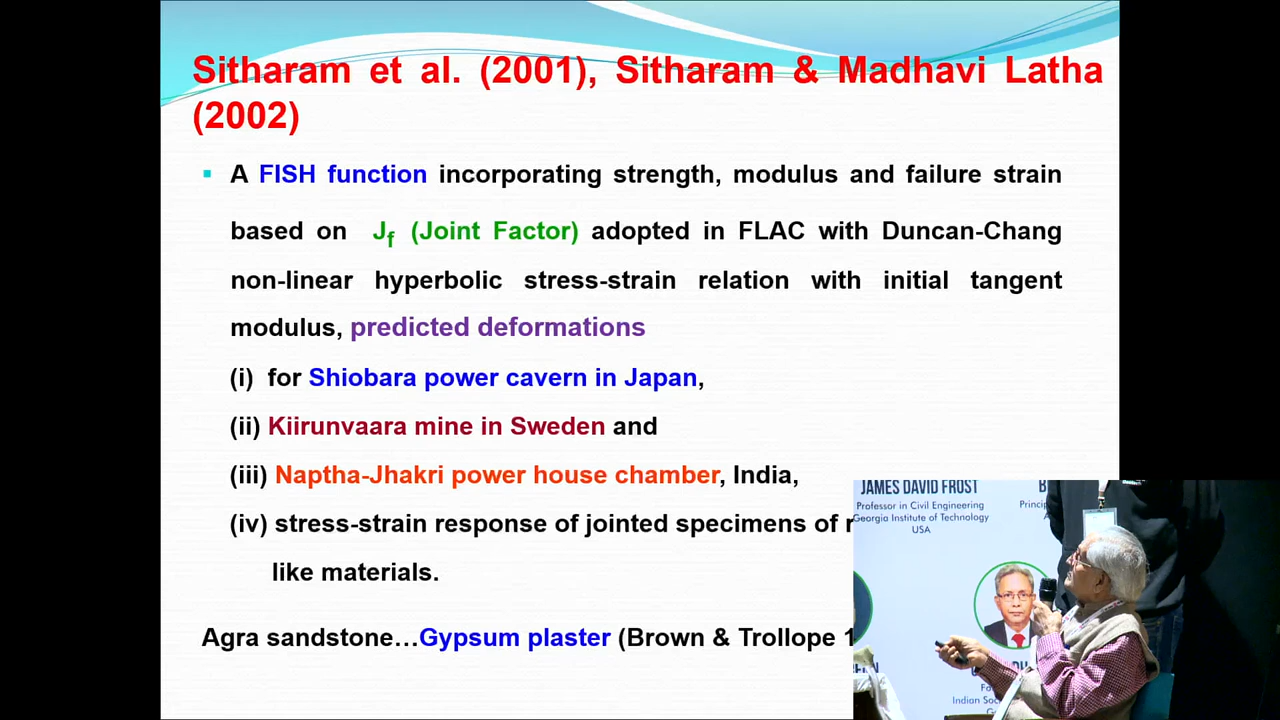 Sitharam et al. (2001), Sitharam & Madhavi Latha
(2002)
A FISH function incorporating strength, modulus and failure strain
based on Jf (Joint Factor) adopted in FLAC with Duncan-Chang
non-linear hyperbolic stress-strain relation with initial tangent
modulus, predicted deformations
(i) for Shiobara power cavern in Japan,
(ii) Kiirunvaara mine in Sweden and
(iii) Naptha-Jhakri power house chamber, India,
(iv) stress-strain response of jointed specimens of
like materials.
Agra sandstone…Gypsum plaster (Brown & Trollope 1
JAMES DAVID FROST
Professor in Civil Engineering
Georgia Institute of Technology
USA
Indian